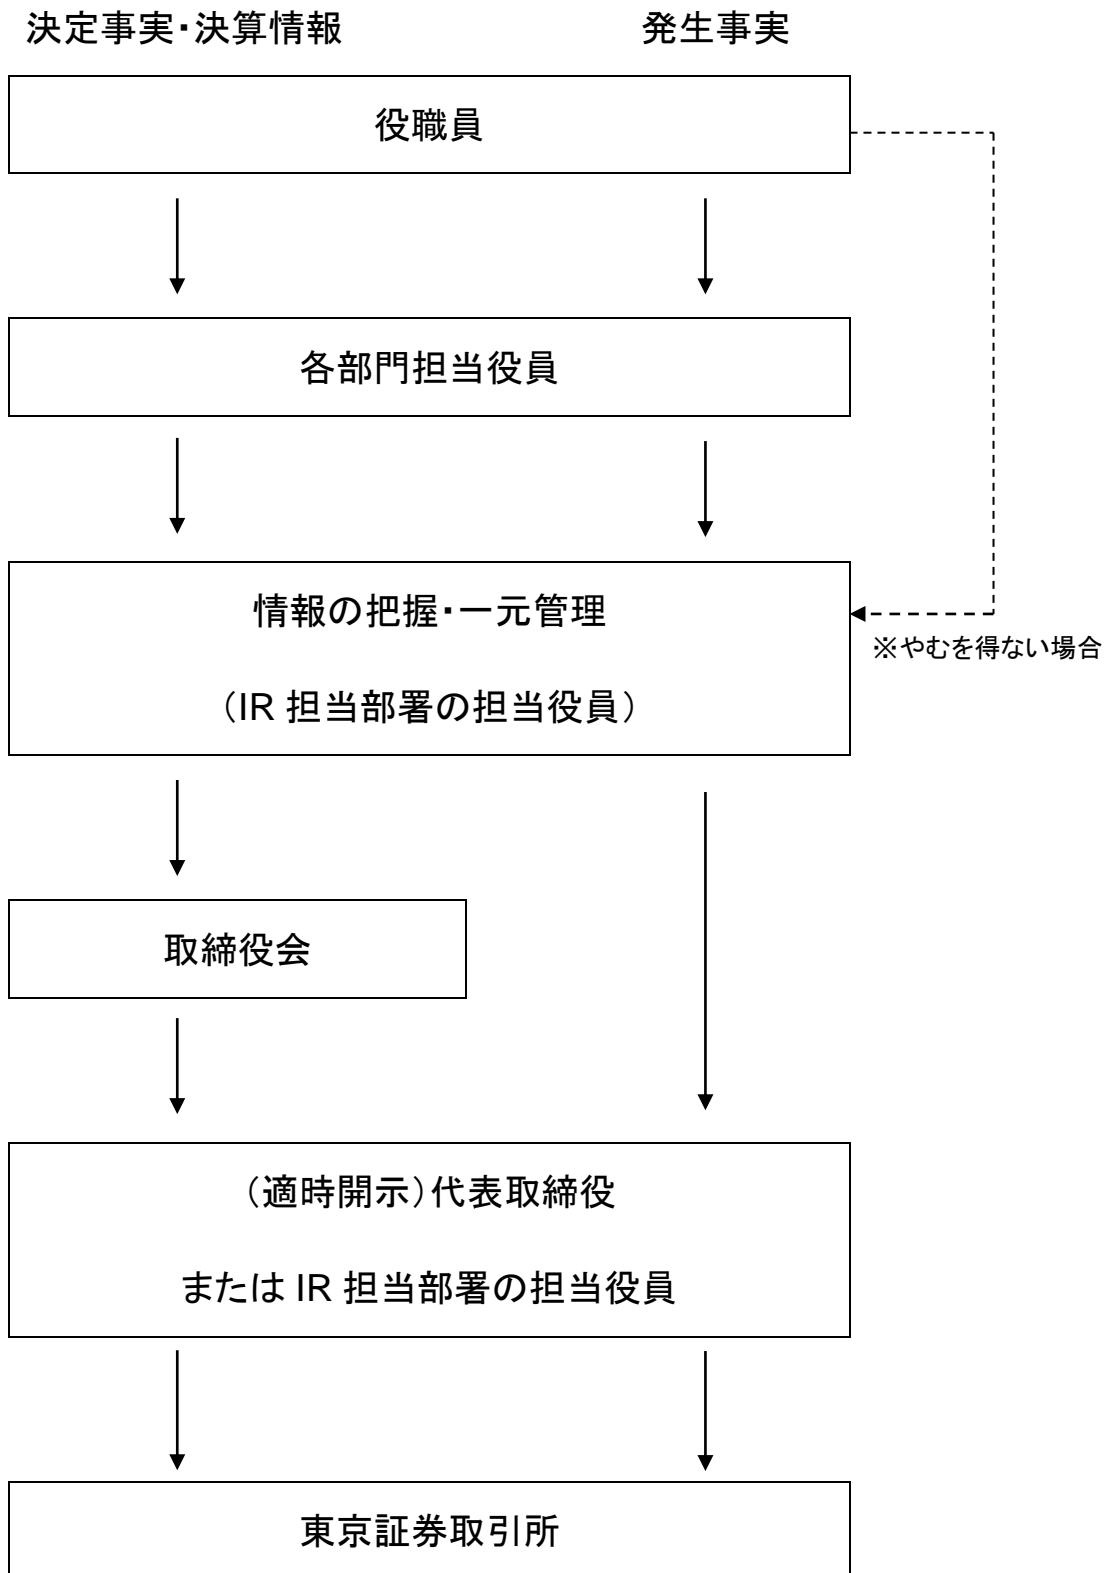 決定事実・決算情報
発生事実
役職員
各部門担当役員
情報の把握・一元管理
（IR 担当部署の担当役員）
※やむを得ない場合
取締役会
（適時開示）代表取締役
または IR 担当部署の担当役員
東京証券取引所